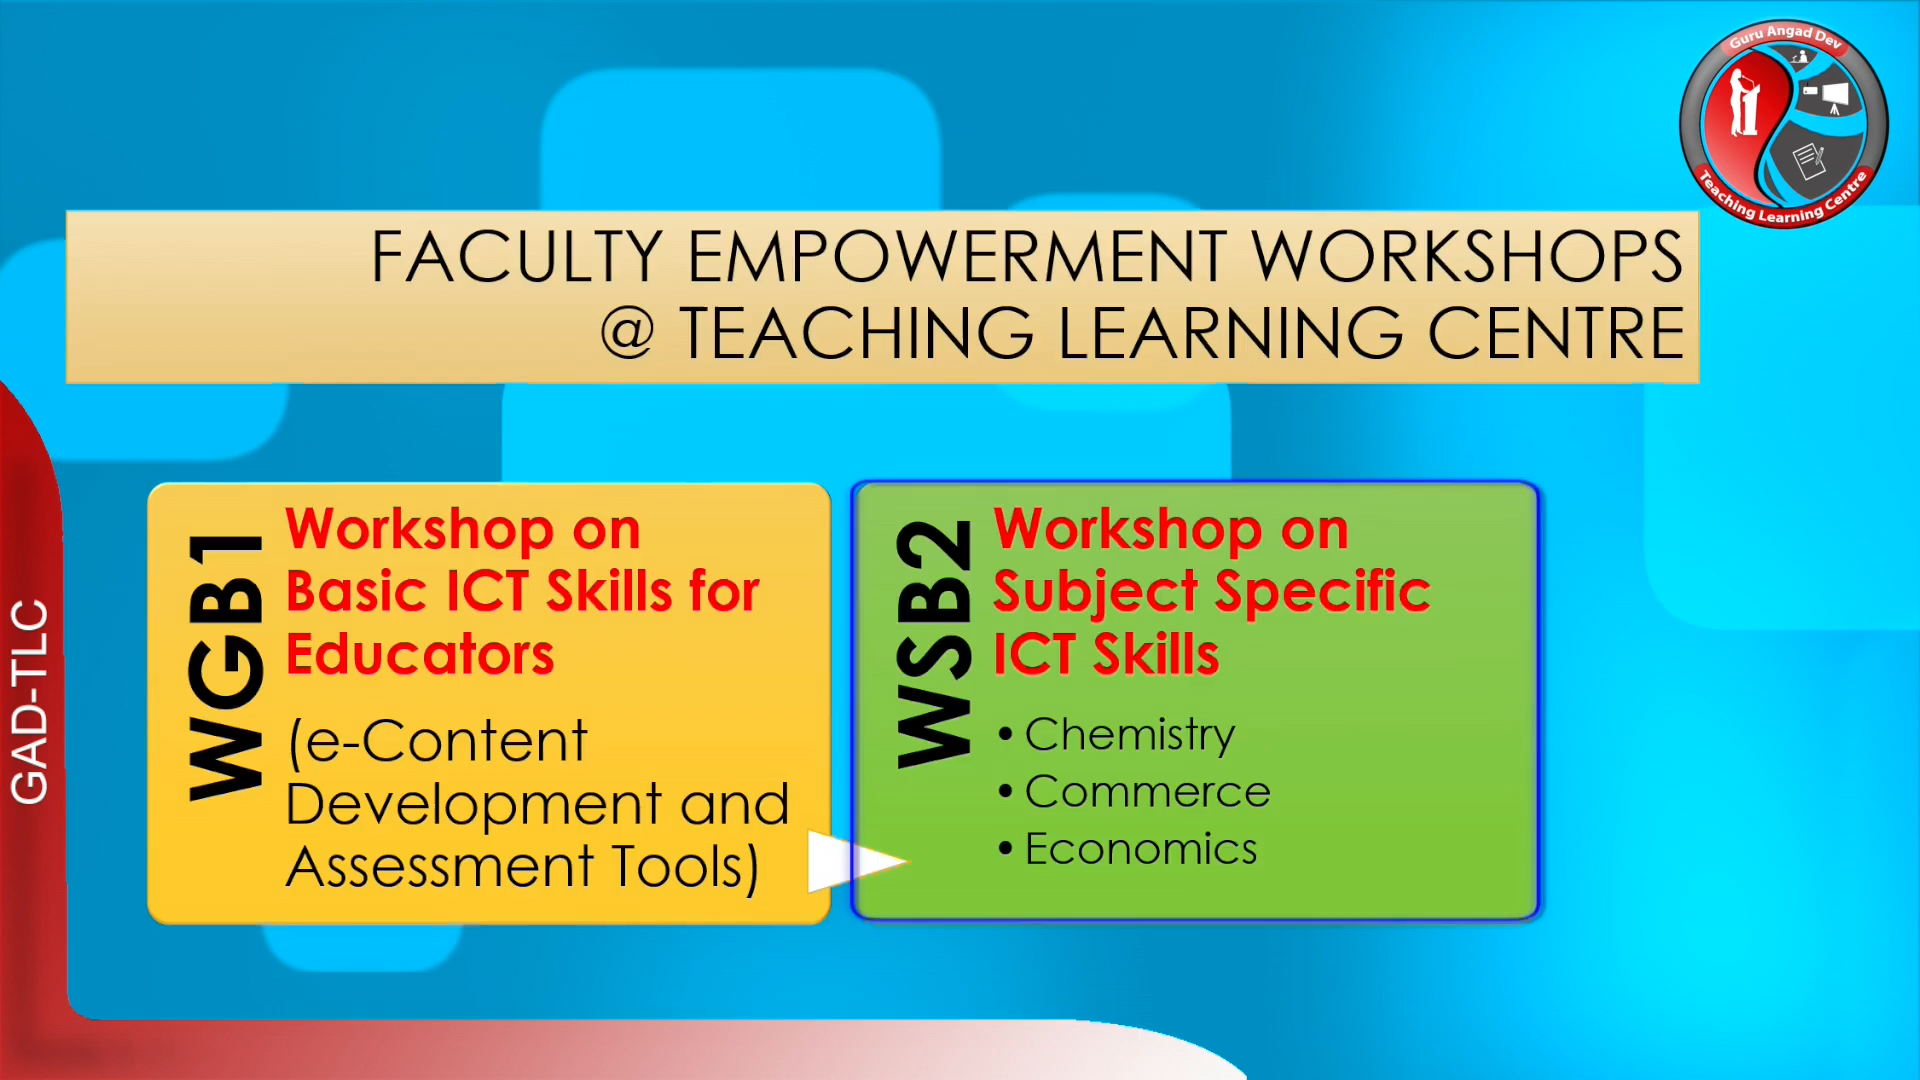 Guru Angad Dev
Teaching Learning Centre
FACULTY EMPOWERMENT WORKSHOPS
@ TEACHING LEARNING CENTRE
GAD-TLC
WGB1
Workshop on
Basic ICT Skills for
Educators
(e-Content
Development and
Assessment Tools)
WSB2
Workshop on
Subject Specific
ICT Skills
• Chemistry
• Commerce
• Economics